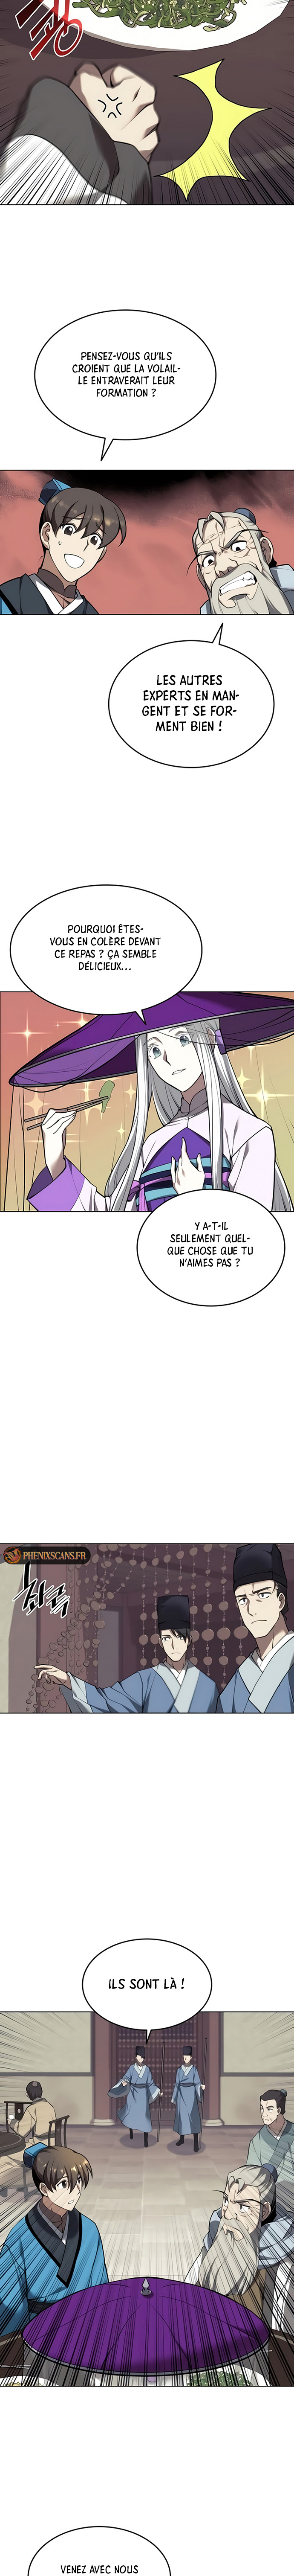 PENSEZ-VOUS QU'ILS
CROIENT QUE LA VOLAIL-
LE ENTRAVERAIT LEUR
FORMATION ?
LES AUTRES
EXPERTS EN MAN-
GENT ET SE FOR-
MENT BIEN !
POURQUOI ÊTES-
VOUS EN COLÈRE DEVANT
CE REPAS ? ÇA SEMBLE
DÉLICIEUX...
Y A-T-IL
SEULEMENT QUEL-
QUE CHOSE QUE TU
N'AIMES PAS ?
PHENIXSCANS.FR
ILS SONT LÀ !
VENEZ AVEC NOUS